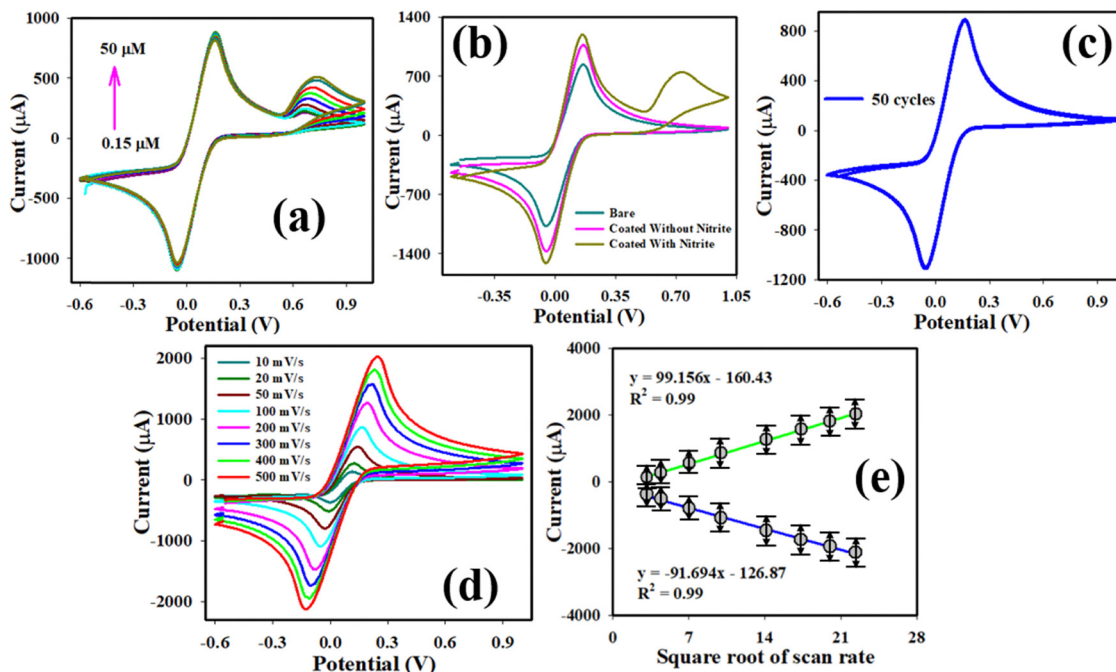 (a)
1000
500
0
-500
-1000
Current (µA)
50 µM
0.15 µM
-0.6 -0.3 0.0 0.3 0.6 0.9
Potential (V)
(b)
1400
700
0
-700
-1400
Current (µA)
Bare
Coated Without Nitrite
Coated With Nitrite
-0.35 0.00 0.35 0.70 1.05
Potential (V)
(c)
800
400
0
-400
-800
-1200
Current (µA)
50 cycles
-0.6 -0.3 0.0 0.3 0.6 0.9
Potential (V)
(d)
2000
1000
0
-1000
-2000
Current (µA)
10 mV/s
20 mV/s
50 mV/s
100 mV/s
200 mV/s
300 mV/s
400 mV/s
500 mV/s
-0.6 -0.3 0.0 0.3 0.6 0.9
Potential (V)
(e)
4000
2000
0
-2000
-4000
Current (µA)
y = 99.156x - 160.43
R² = 0.99
y = -91.694x - 126.87
R² = 0.99
0 7 14 21 28
Square root of scan rate